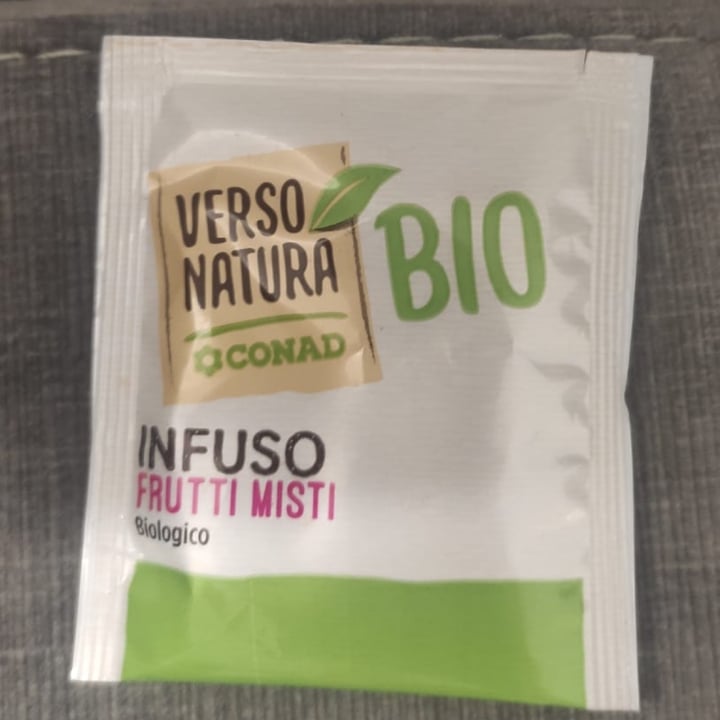 VERSO
NATURA
CONAD
BIO
INFUSO
FRUTTI MISTI
Biologico